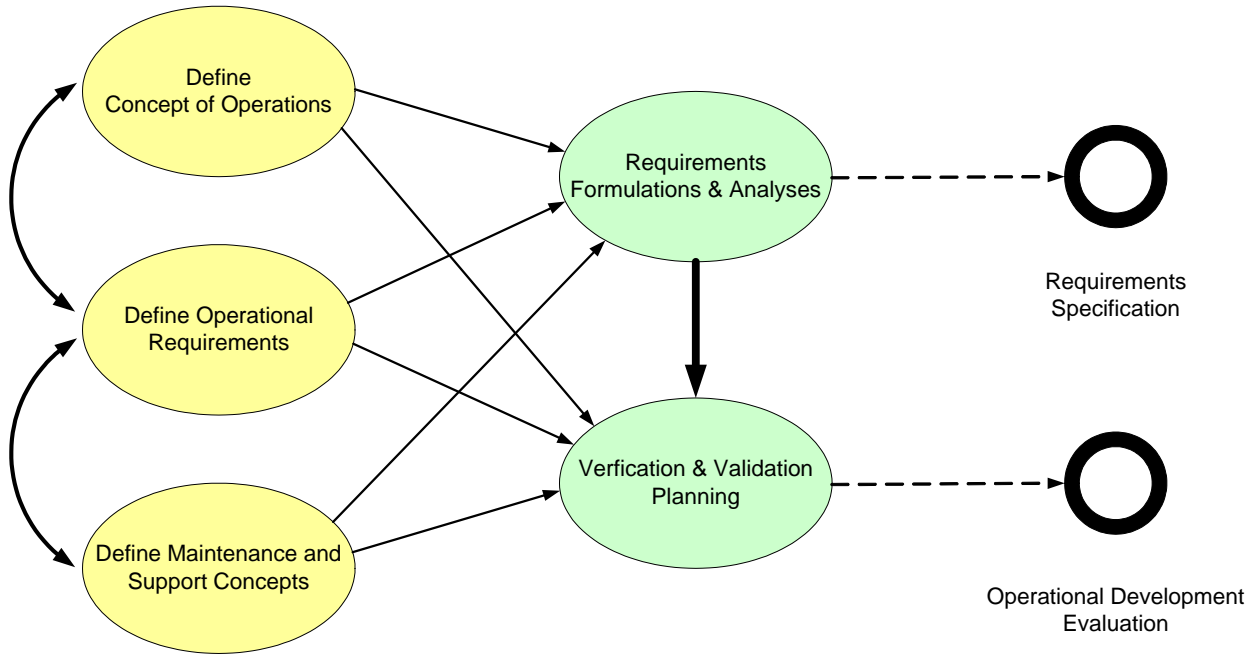 Define
Concept of Operations
Requirements
Formulations & Analyses
Requirements
Specification
Define Operational
Requirements
Verfication & Validation
Planning
Define Maintenance and
Support Concepts
Operational Development
Evaluation